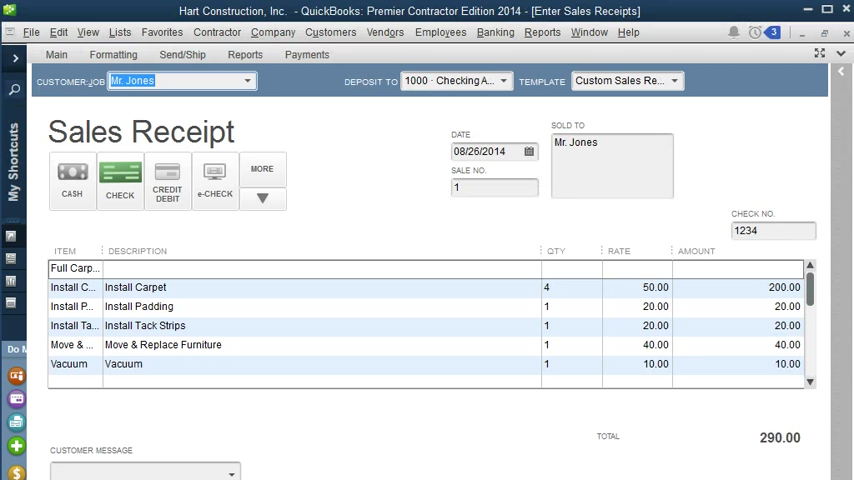 Hart Construction, Inc. - QuickBooks: Premier Contractor Edition 2014 - [Enter Sales Receipts]
File Edit View Lists Favorites Contractor Company Customers Vendors Employees Banking Reports Window Help 3
Main Formatting Send/Ship Reports Payments
CUSTOMER:JOB Mr. Jones DEPOSIT TO 1000 · Checking A... TEMPLATE Custom Sales Re...
My Shortcuts
Do M
Sales Receipt
CASH CHECK CREDIT DEBIT e-CHECK MORE
DATE
08/26/2014
SALE NO.
1
SOLD TO
Mr. Jones
CHECK NO.
1234
ITEM DESCRIPTION QTY RATE AMOUNT
Full Carp...
Install C... Install Carpet 4 50.00 200.00
Install P... Install Padding 1 20.00 20.00
Install Ta... Install Tack Strips 1 20.00 20.00
Move & ... Move & Replace Furniture 1 40.00 40.00
Vacuum Vacuum 1 10.00 10.00
TOTAL 290.00
CUSTOMER MESSAGE